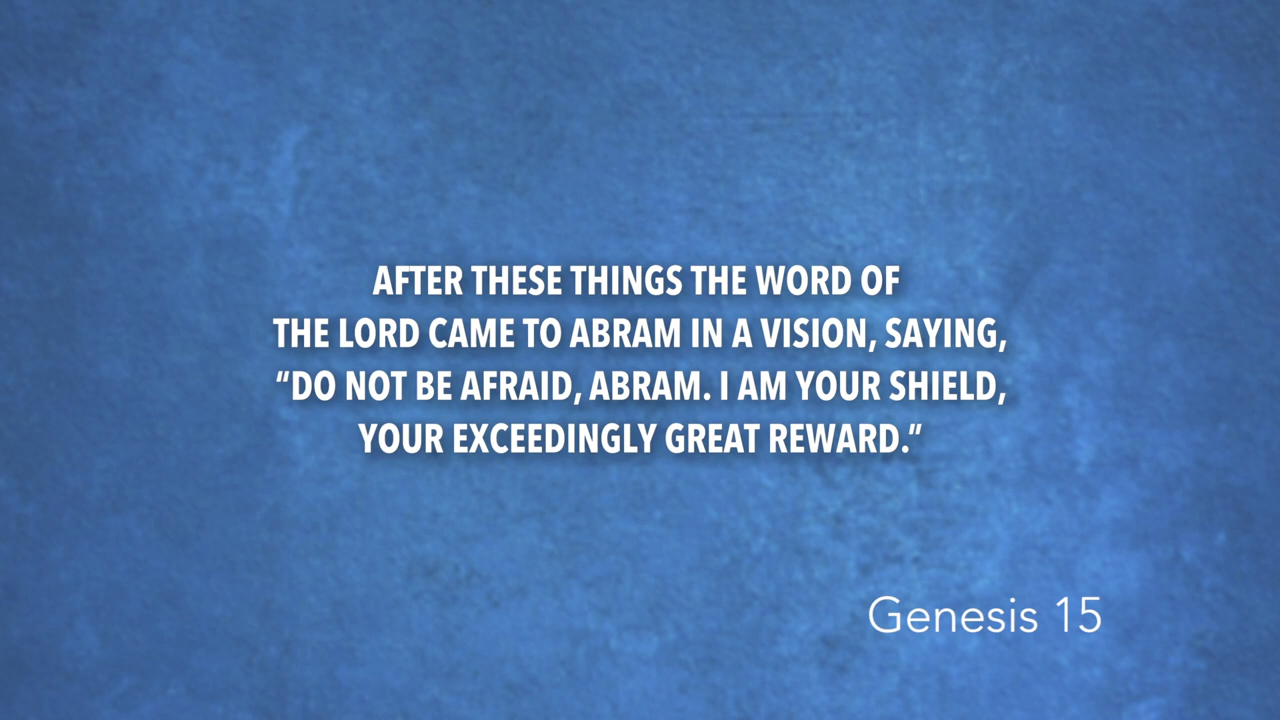 AFTER THESE THINGS THE WORD OF
THE LORD CAME TO ABRAM IN A VISION, SAYING,
“DO NOT BE AFRAID, ABRAM. I AM YOUR SHIELD,
YOUR EXCEEDINGLY GREAT REWARD.”
Genesis 15